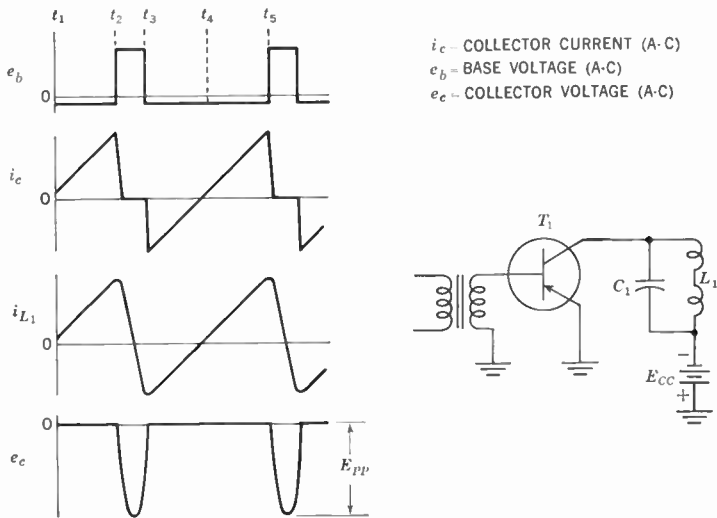 t1 t2 t3 t4 t5
ic = COLLECTOR CURRENT (A-C)
eb = BASE VOLTAGE (A-C)
ec = COLLECTOR VOLTAGE (A-C)
eb
0
ic
0
iL1
0
ec
0
EPP
T1
C1
L1
−
ECC
+